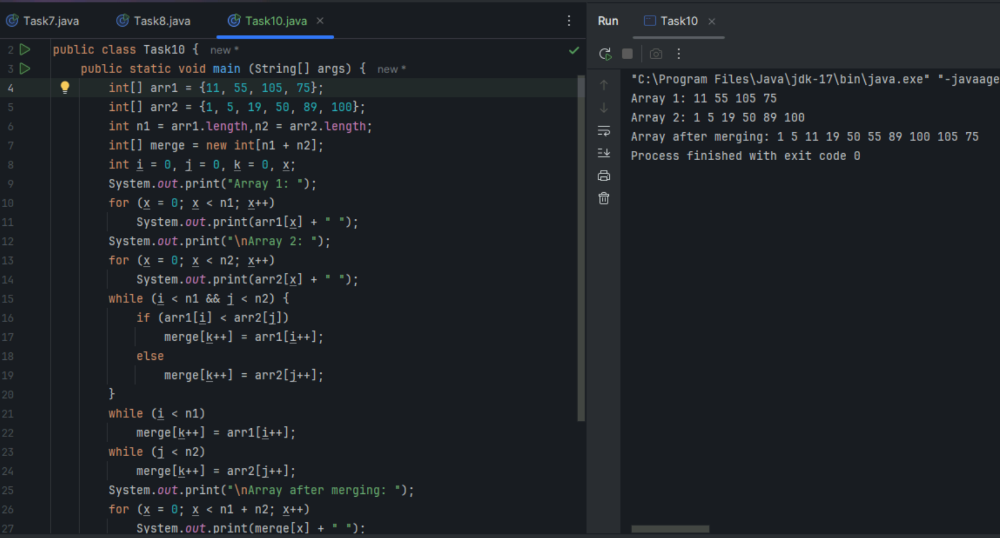 Task7.java Task8.java Task10.java
2 public class Task10 { new *
3 public static void main (String[] args) { new *
4 int[] arr1 = {11, 55, 105, 75};
5 int[] arr2 = {1, 5, 19, 50, 89, 100};
6 int n1 = arr1.length,n2 = arr2.length;
7 int[] merge = new int[n1 + n2];
8 int i = 0, j = 0, k = 0, x;
9 System.out.print("Array 1: ");
10 for (x = 0; x < n1; x++)
11 System.out.print(arr1[x] + " ");
12 System.out.print("\nArray 2: ");
13 for (x = 0; x < n2; x++)
14 System.out.print(arr2[x] + " ");
15 while (i < n1 && j < n2) {
16 if (arr1[i] < arr2[j])
17 merge[k++] = arr1[i++];
18 else
19 merge[k++] = arr2[j++];
20 }
21 while (i < n1)
22 merge[k++] = arr1[i++];
23 while (j < n2)
24 merge[k++] = arr2[j++];
25 System.out.print("\nArray after merging: ");
26 for (x = 0; x < n1 + n2; x++)
27 System.out.print(merge[x] + " ");
Run Task10
"C:\Program Files\Java\jdk-17\bin\java.exe" "-javaage
Array 1: 11 55 105 75
Array 2: 1 5 19 50 89 100
Array after merging: 1 5 11 19 50 55 89 100 105 75
Process finished with exit code 0